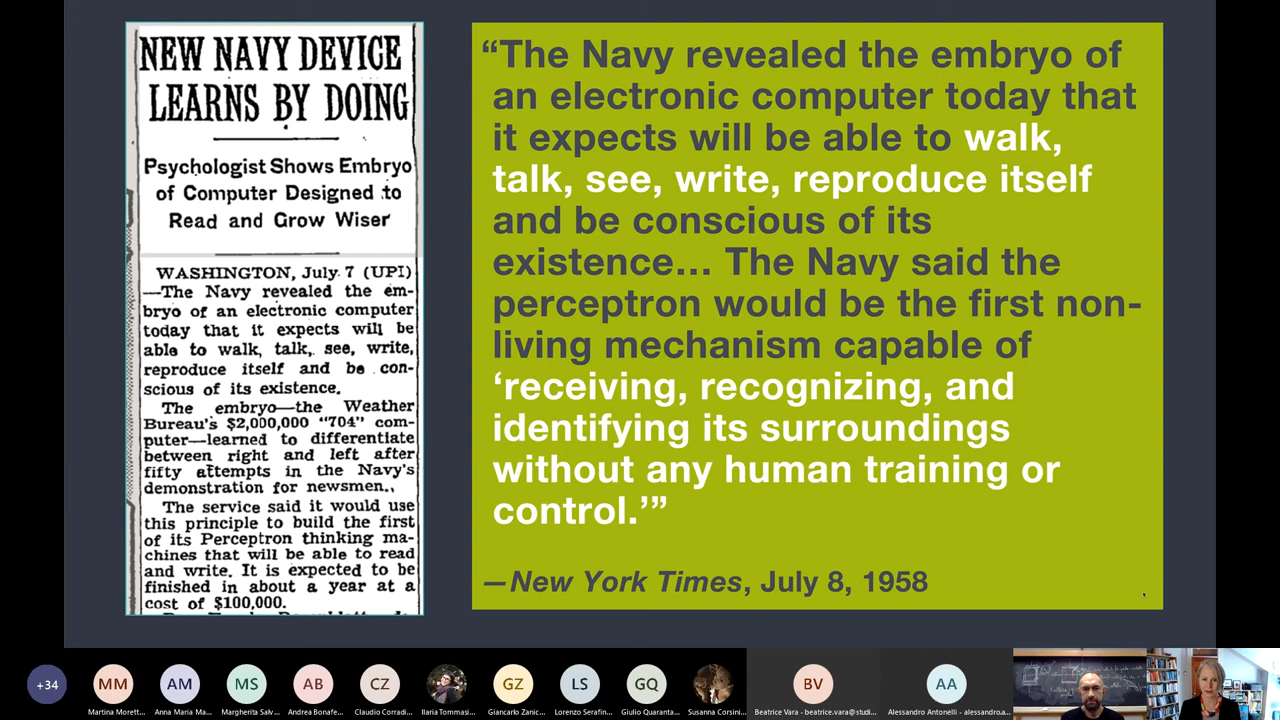 NEW NAVY DEVICE
LEARNS BY DOING
Psychologist Shows Embryo
of Computer Designed to
Read and Grow Wiser
WASHINGTON, July 7 (UPI)
—The Navy revealed the em-
bryo of an electronic computer
today that it expects will be
able to walk, talk, see, write,
reproduce itself and be con-
scious of its existence.
The embryo—the Weather
Bureau's $2,000,000 "704" com-
puter—learned to differentiate
between right and left after
fifty attempts in the Navy's
demonstration for newsmen.
The service said it would use
this principle to build the first
of its Perceptron thinking ma-
chines that will be able to read
and write. It is expected to be
finished in about a year at a
cost of $100,000.
“The Navy revealed the embryo of
an electronic computer today that
it expects will be able to walk,
talk, see, write, reproduce itself
and be conscious of its
existence... The Navy said the
perceptron would be the first non-
living mechanism capable of
‘receiving, recognizing, and
identifying its surroundings
without any human training or
control.’”
—New York Times, July 8, 1958
+34
MM
AM
MS
AB
CZ
GZ
LS
GQ
BV
AA
Martina Morett...
Anna Maria Ma...
Margherita Salv...
Andrea Bonafe...
Claudio Corradi...
Ilaria Tommasi...
Giancarlo Zanic...
Lorenzo Serafin...
Giulio Quaranta...
Susanna Corsini...
Beatrice Vara - beatrice.vara@studi...
Alessandro Antonelli - alessandro.a...